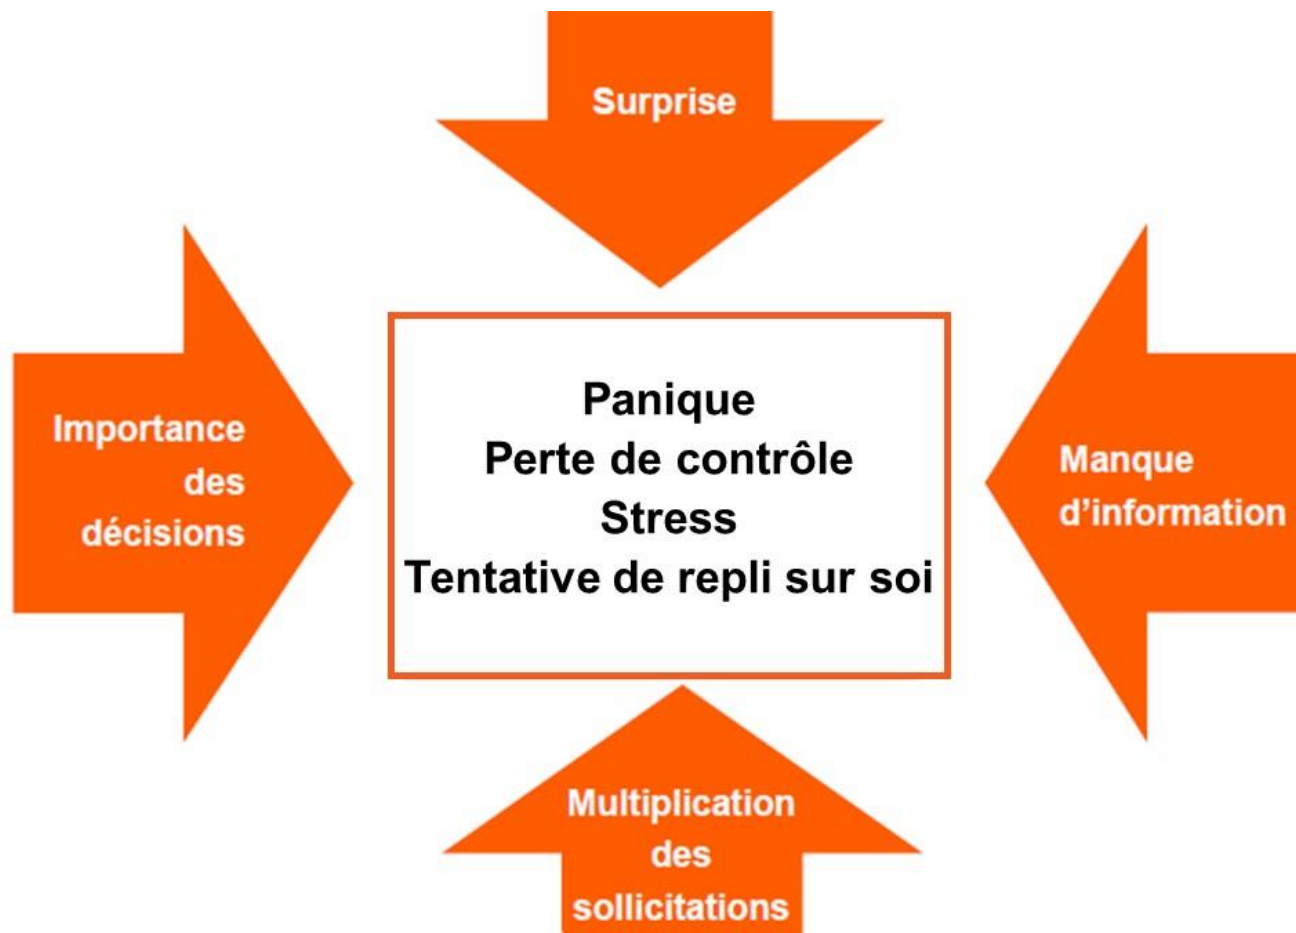 Surprise
Importance
des
décisions
Panique
Perte de contrôle
Stress
Tentative de repli sur soi
Manque
d’information
Multiplication
des
sollicitations